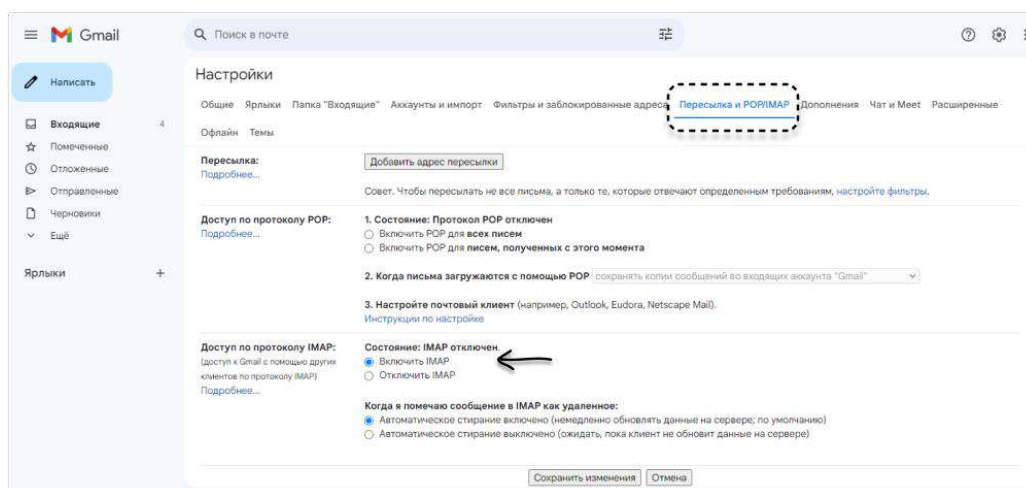 Gmail
Поиск в почте
Написать
Входящие 4
Помеченные
Отложенные
Отправленные
Черновики
Ещё
Ярлыки +
Настройки
Общие Ярлыки Папка "Входящие" Аккаунты и импорт Фильтры и заблокированные адреса Пересылка и POP/IMAP Дополнения Чат и Meet Расширенные
Офлайн Темы
Пересылка:
Подробнее...
Добавить адрес пересылки
Совет. Чтобы пересылать не все письма, а только те, которые отвечают определенным требованиям, настройте фильтры.
Доступ по протоколу POP:
Подробнее...
1. Состояние: Протокол POP отключен
Включить POP для всех писем
Включить POP для писем, полученных с этого момента
2. Когда письма загружаются с помощью POP сохранять копии сообщений во входящих аккаунта "Gmail"
3. Настройте почтовый клиент (например, Outlook, Eudora, Netscape Mail).
Инструкции по настройке
Доступ по протоколу IMAP:
(доступ к Gmail с помощью других
клиентов по протоколу IMAP)
Подробнее...
Состояние: IMAP отключен.
Включить IMAP
Отключить IMAP
Когда я помечаю сообщение в IMAP как удаленное:
Автоматическое стирание включено (немедленно обновлять данные на сервере; по умолчанию)
Автоматическое стирание выключено (ожидать, пока клиент не обновит данные на сервере)
Сохранить изменения Отмена